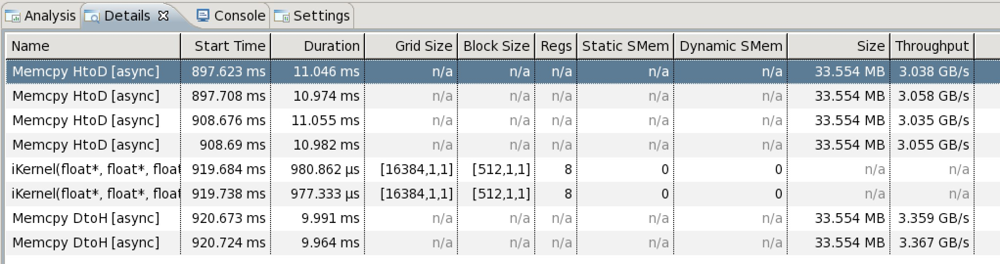 Analysis Details Console Settings
Name Start Time Duration Grid Size Block Size Regs Static SMem Dynamic SMem Size Throughput
Memcpy HtoD [async] 897.623 ms 11.046 ms n/a n/a n/a n/a n/a 33.554 MB 3.038 GB/s
Memcpy HtoD [async] 897.708 ms 10.974 ms n/a n/a n/a n/a n/a 33.554 MB 3.058 GB/s
Memcpy HtoD [async] 908.676 ms 11.055 ms n/a n/a n/a n/a n/a 33.554 MB 3.035 GB/s
Memcpy HtoD [async] 908.69 ms 10.982 ms n/a n/a n/a n/a n/a 33.554 MB 3.055 GB/s
iKernel(float*, float*, float 919.684 ms 980.862 µs [16384,1,1] [512,1,1] 8 0 0 n/a n/a
iKernel(float*, float*, float 919.738 ms 977.333 µs [16384,1,1] [512,1,1] 8 0 0 n/a n/a
Memcpy DtoH [async] 920.673 ms 9.991 ms n/a n/a n/a n/a n/a 33.554 MB 3.359 GB/s
Memcpy DtoH [async] 920.724 ms 9.964 ms n/a n/a n/a n/a n/a 33.554 MB 3.367 GB/s